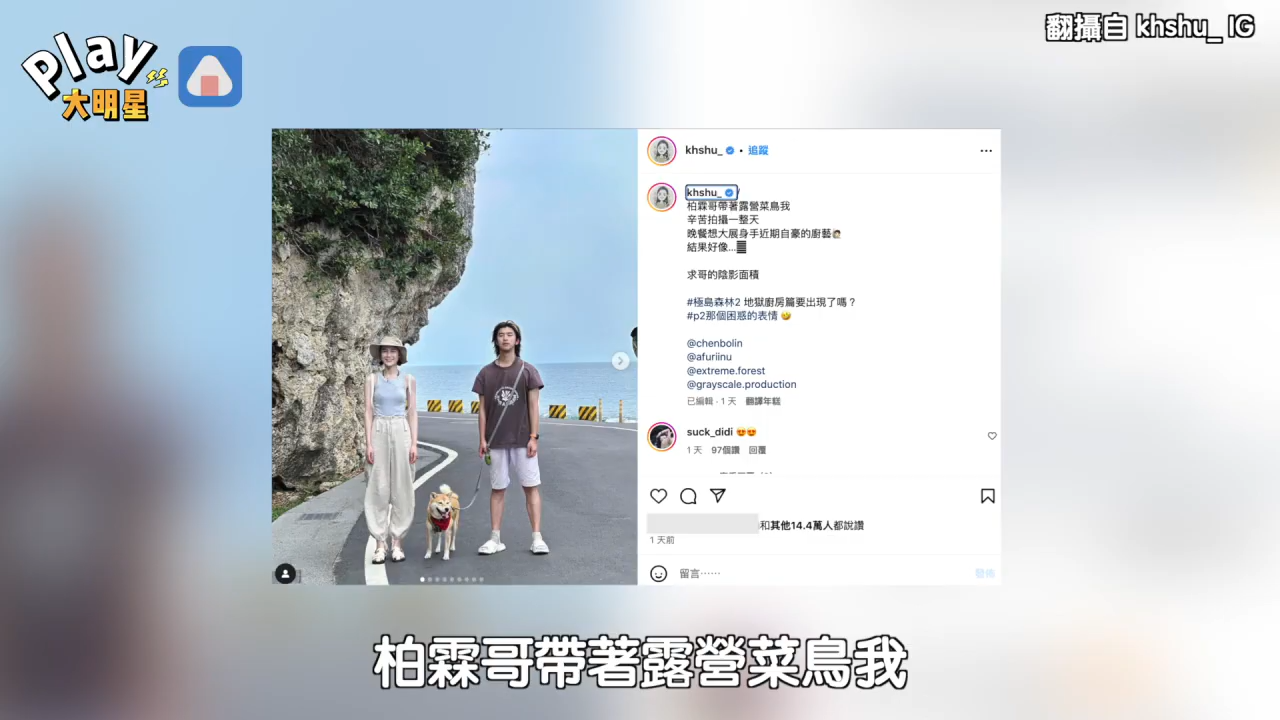 Play
大明星
翻攝自 khshu_ IG
khshu_ • 追蹤
khshu_
柏霖哥帶著露營菜鳥我
辛苦拍攝一整天
晚餐想大展身手近期自豪的廚藝
結果好像...
求哥的陰影面積
#極島森林2 地獄廚房篇要出現了嗎？
#p2那個困惑的表情 🤣
@chenbolin
@afuriinu
@extreme.forest
@grayscale.production
已編輯 · 1 天 翻譯年糕
suck_didi 😍😍
1 天 97個讚 回覆
和其他14.4萬人都說讚
1 天前
留言⋯⋯
發佈
柏霖哥帶著露營菜鳥我